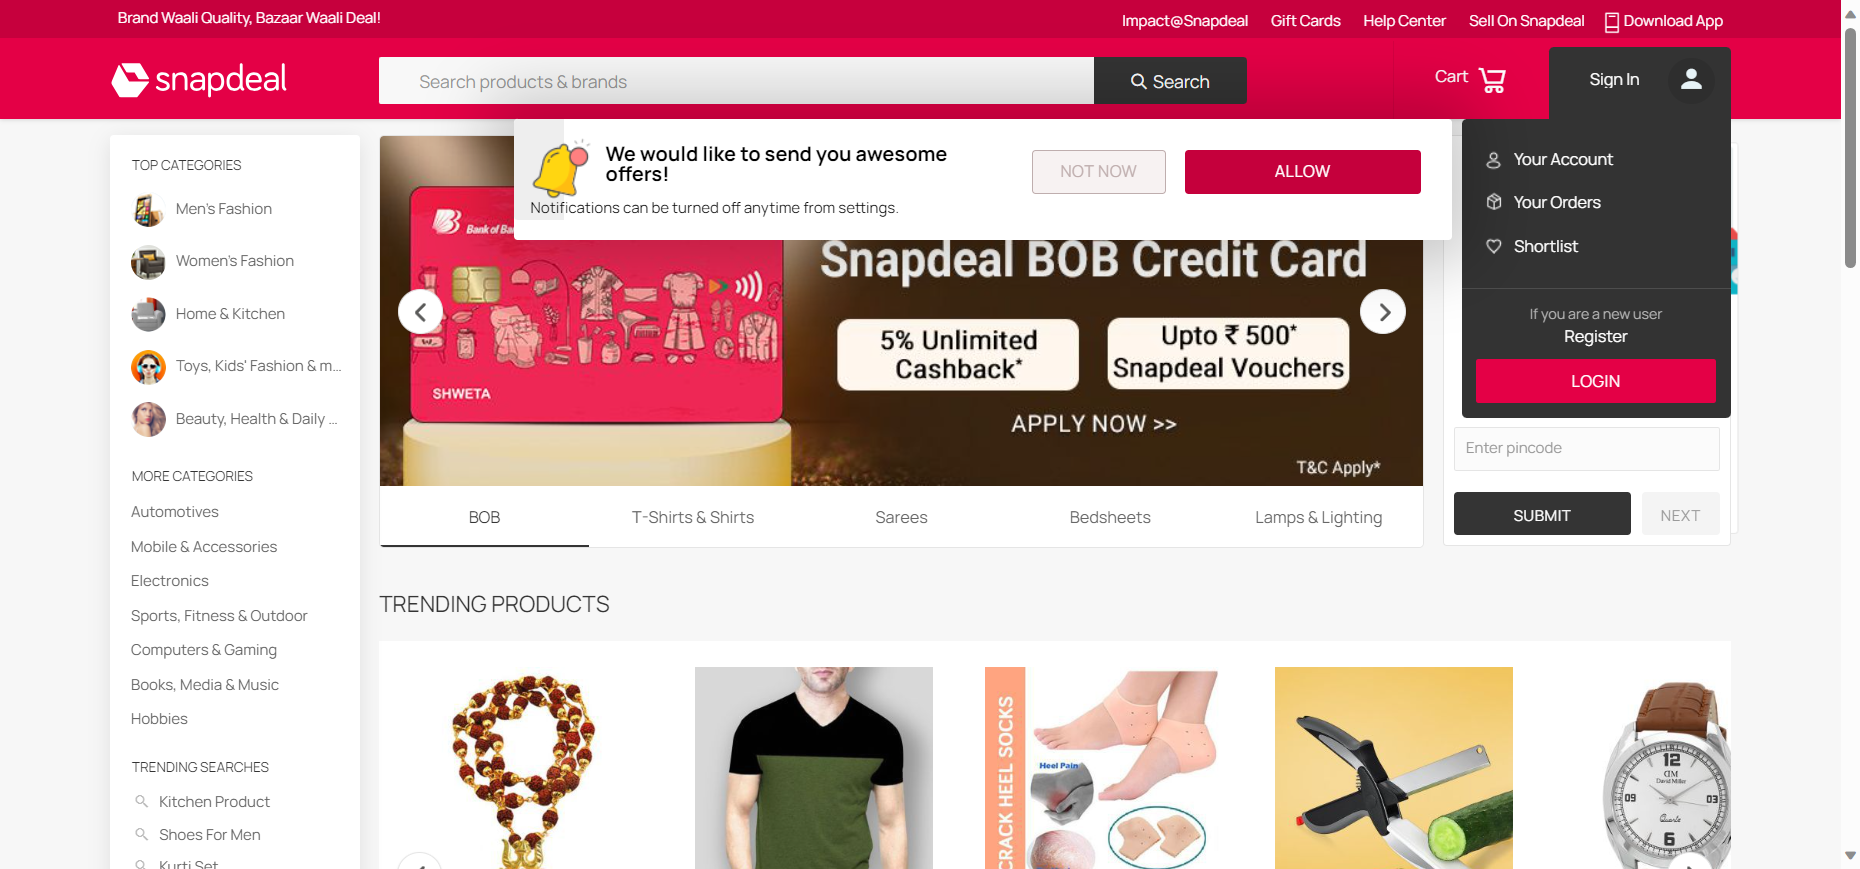 Brand Waali Quality, Bazaar Waali Deal!
Impact@Snapdeal
Gift Cards
Help Center
Sell On Snapdeal
Download App
snapdeal
Search products & brands
Search
Cart
Sign In
We would like to send you awesome
offers!
Notifications can be turned off anytime from settings.
NOT NOW
ALLOW
Your Account
Your Orders
Shortlist
If you are a new user
Register
LOGIN
TOP CATEGORIES
Men's Fashion
Women's Fashion
Home & Kitchen
Toys, Kids' Fashion & m...
Beauty, Health & Daily ...
MORE CATEGORIES
Automotives
Mobile & Accessories
Electronics
Sports, Fitness & Outdoor
Computers & Gaming
Books, Media & Music
Hobbies
TRENDING SEARCHES
Kitchen Product
Shoes For Men
Kurti Set
Bank of Ba
SHWETA
Snapdeal BOB Credit Card
5% Unlimited
Cashback*
Upto ₹ 500*
Snapdeal Vouchers
APPLY NOW >>
T&C Apply*
BOB
T-Shirts & Shirts
Sarees
Bedsheets
Lamps & Lighting
Enter pincode
SUBMIT
NEXT
TRENDING PRODUCTS
CRACK HEEL SOCKS
Heel Pain
12
DM
David Miller
09
03
Quartz
6